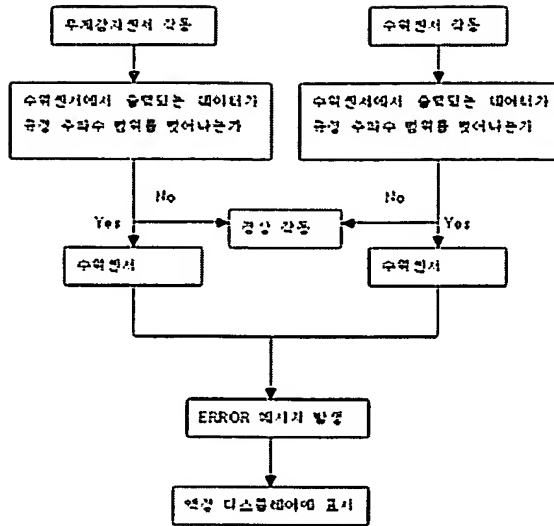 무게감지센서 작동
수위센서 작동
수위센서에서 출력되는 데이터가
규정 주파수 범위를 벗어나는가
수위센서에서 출력되는 데이터가
규정 주파수 범위를 벗어나는가
No
No
Yes
정상 작동
Yes
수위센서
수위센서
ERROR 메시지 발생
액정 디스플레이에 표시